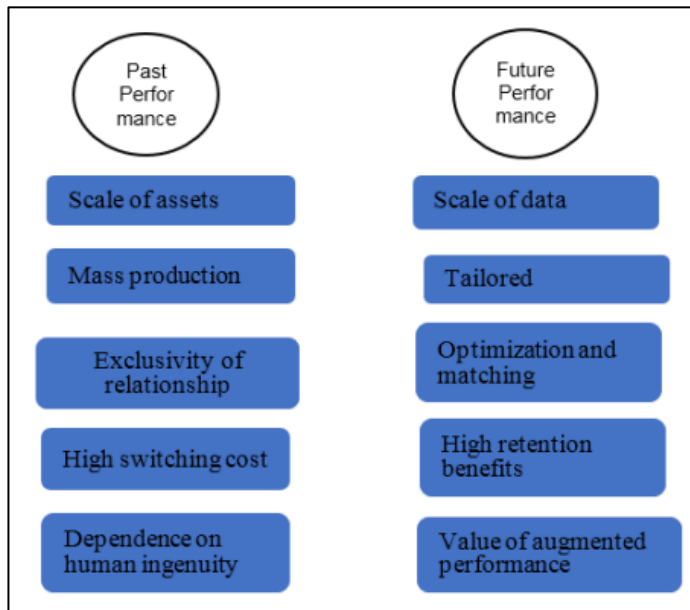 Past
Perfor
mance
Scale of assets
Mass production
Exclusivity of
relationship
High switching cost
Dependence on
human ingenuity
Future
Perfor
mance
Scale of data
Tailored
Optimization and
matching
High retention
benefits
Value of augmented
performance